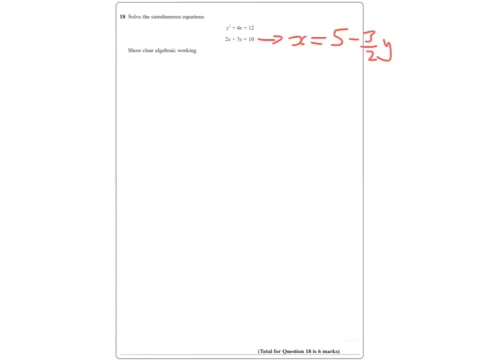 18 Solve the simultaneous equations
y² + 4x = 12
2x + 3y = 10 → x = 5 - 3/2 y
Show clear algebraic working.
(Total for Question 18 is 6 marks)